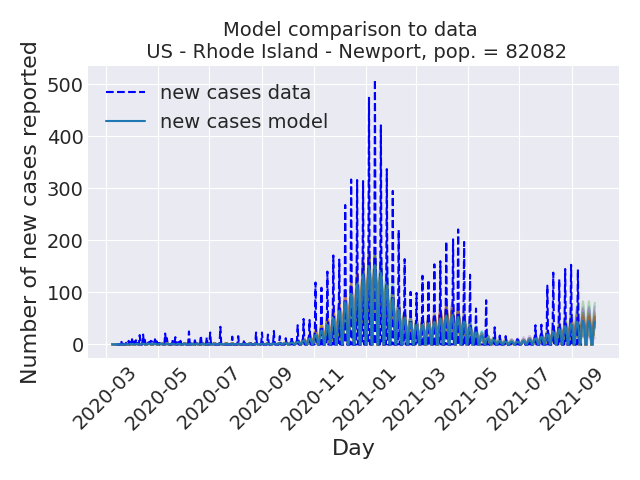 Model comparison to data
US - Rhode Island - Newport, pop. = 82082
Number of new cases reported
500
400
300
200
100
0
new cases data
new cases model
2020-03
2020-05
2020-07
2020-09
2020-11
2021-01
2021-03
2021-05
2021-07
2021-09
Day